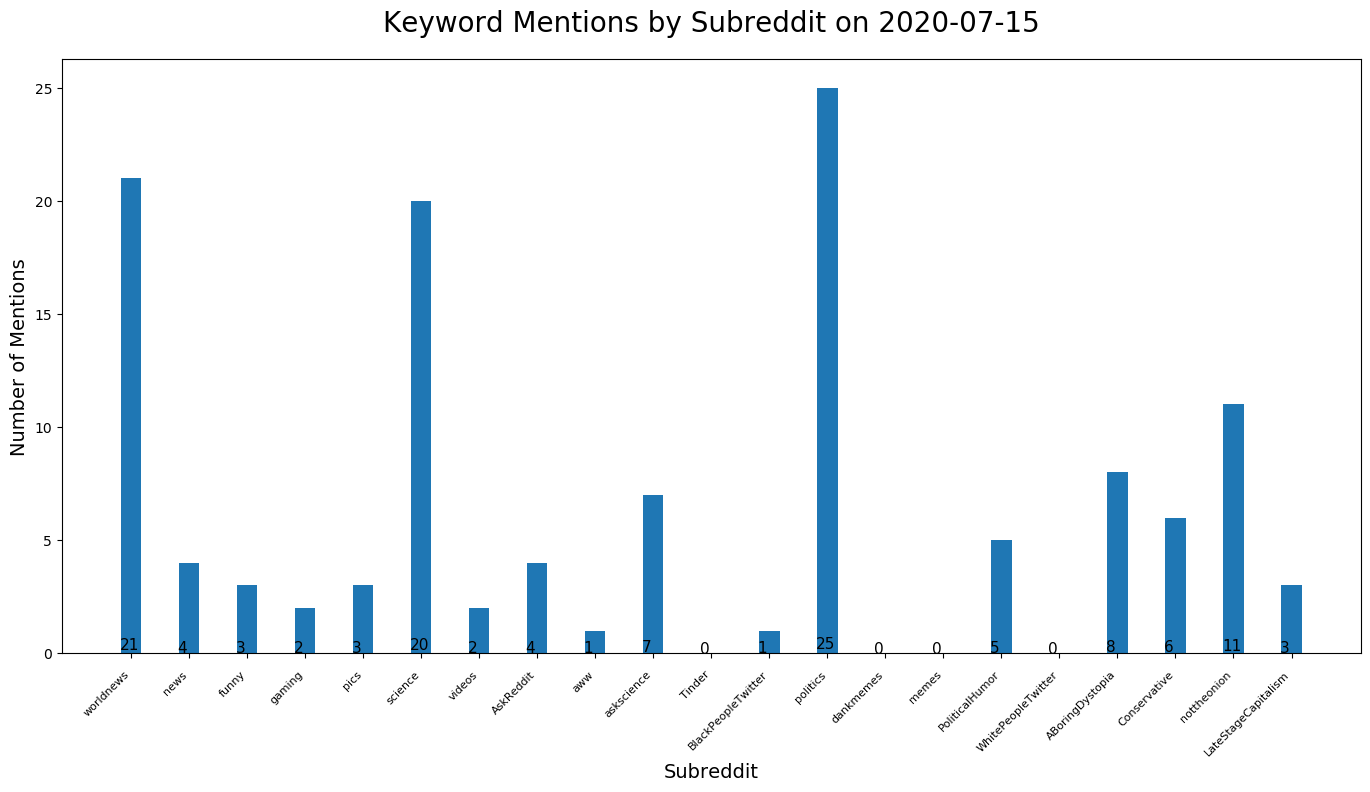 Keyword Mentions by Subreddit on 2020-07-15
Number of Mentions
25
20
15
10
5
0
21 4 3 2 3 20 2 4 1 7 0 1 25 0 0 5 0 8 6 11 3
worldnews news funny gaming pics science videos AskReddit aww askscience Tinder BlackPeopleTwitter politics dankmemes memes PoliticalHumor WhitePeopleTwitter ABoringDystopia Conservative nottheonion LateStageCapitalism
Subreddit